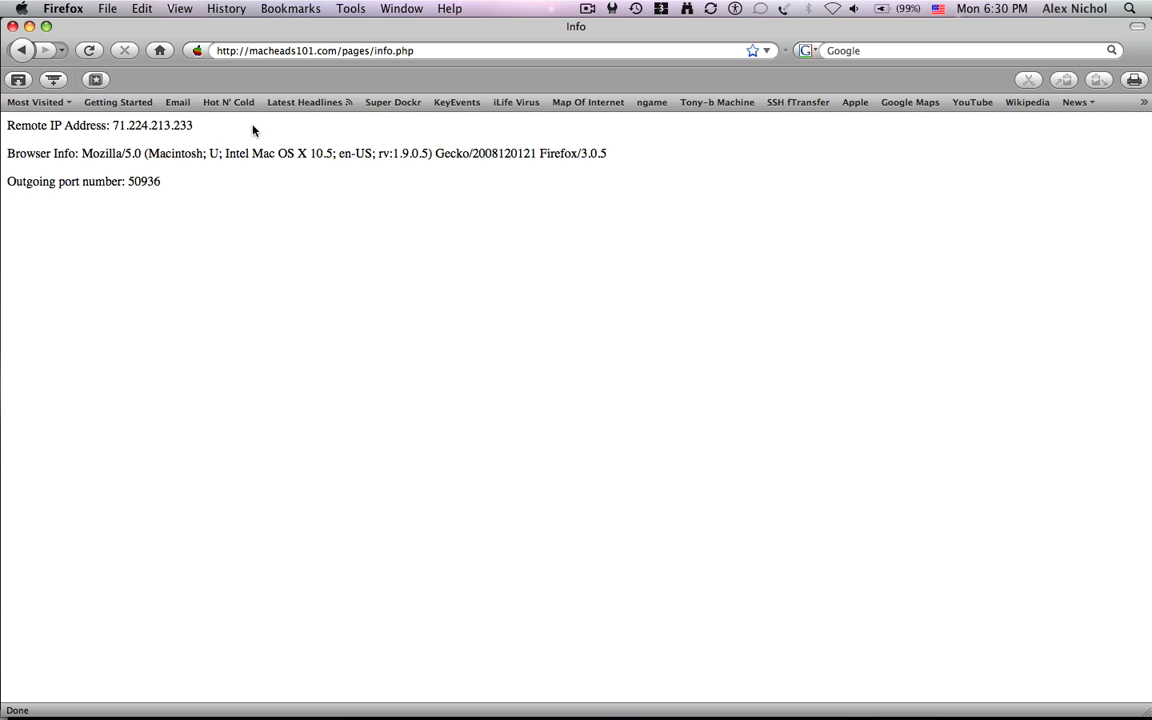 Firefox File Edit View History Bookmarks Tools Window Help (99%) Mon 6:30 PM Alex Nichol
Info
http://macheads101.com/pages/info.php Google
Most Visited Getting Started Email Hot N' Cold Latest Headlines Super Dockr KeyEvents iLife Virus Map Of Internet ngame Tony-b Machine SSH fTransfer Apple Google Maps YouTube Wikipedia News »
Remote IP Address: 71.224.213.233
Browser Info: Mozilla/5.0 (Macintosh; U; Intel Mac OS X 10.5; en-US; rv:1.9.0.5) Gecko/2008120121 Firefox/3.0.5
Outgoing port number: 50936
Done